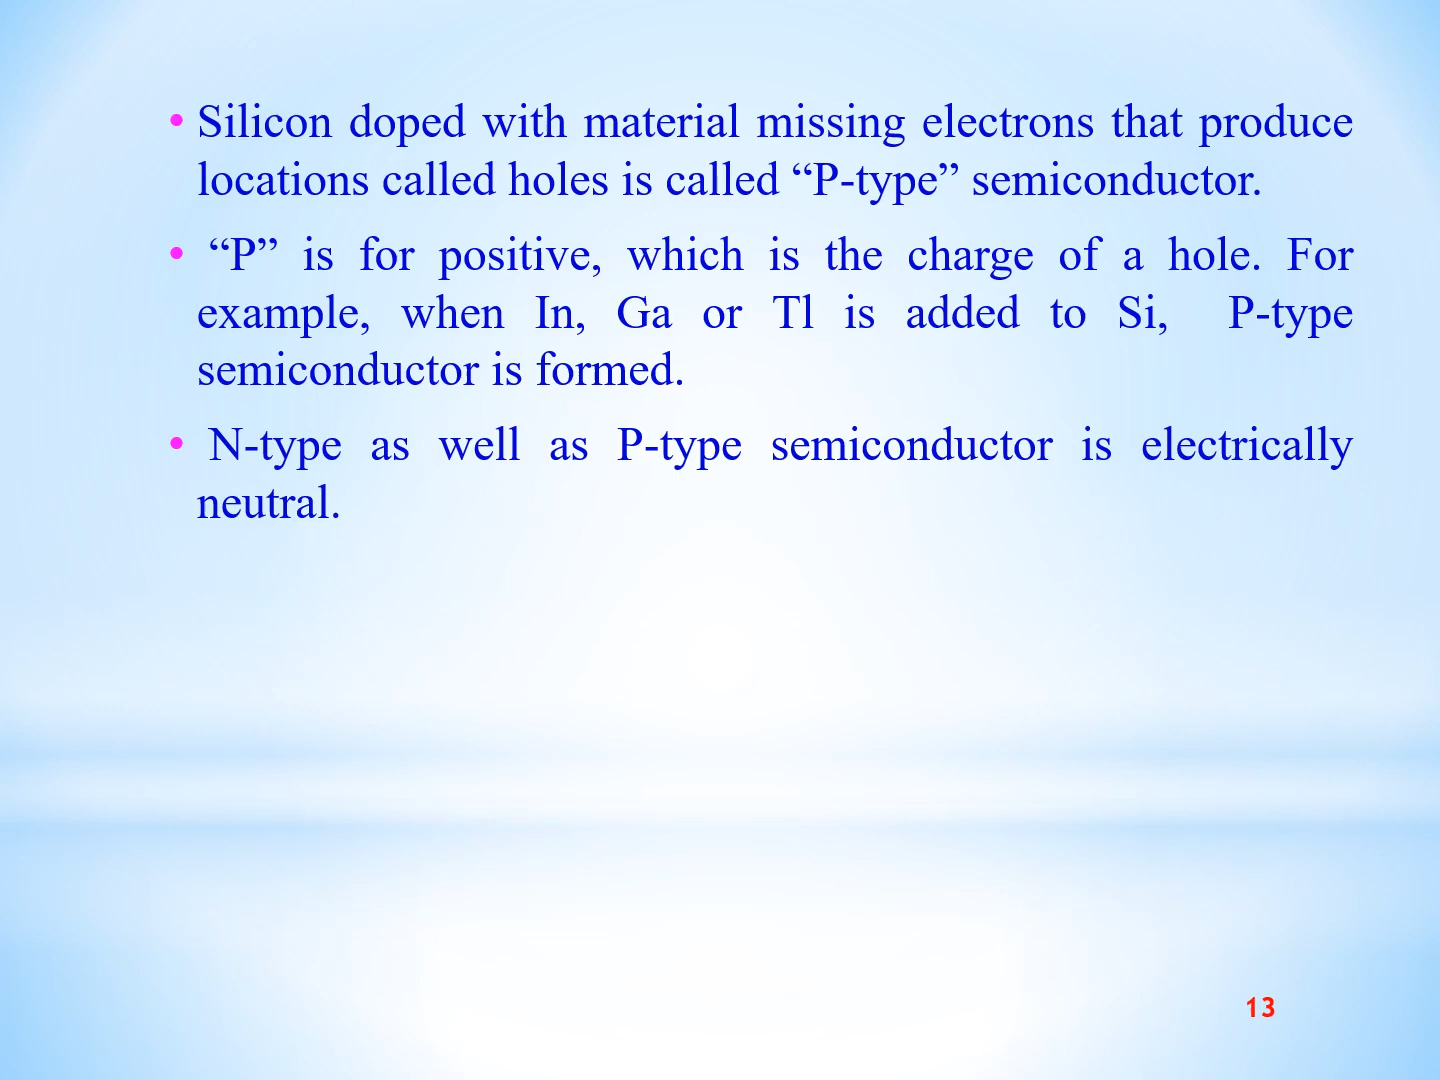 • Silicon doped with material missing electrons that produce
locations called holes is called “P-type” semiconductor.
• “P” is for positive, which is the charge of a hole. For
example, when In, Ga or Tl is added to Si, P-type
semiconductor is formed.
• N-type as well as P-type semiconductor is electrically
neutral.
13